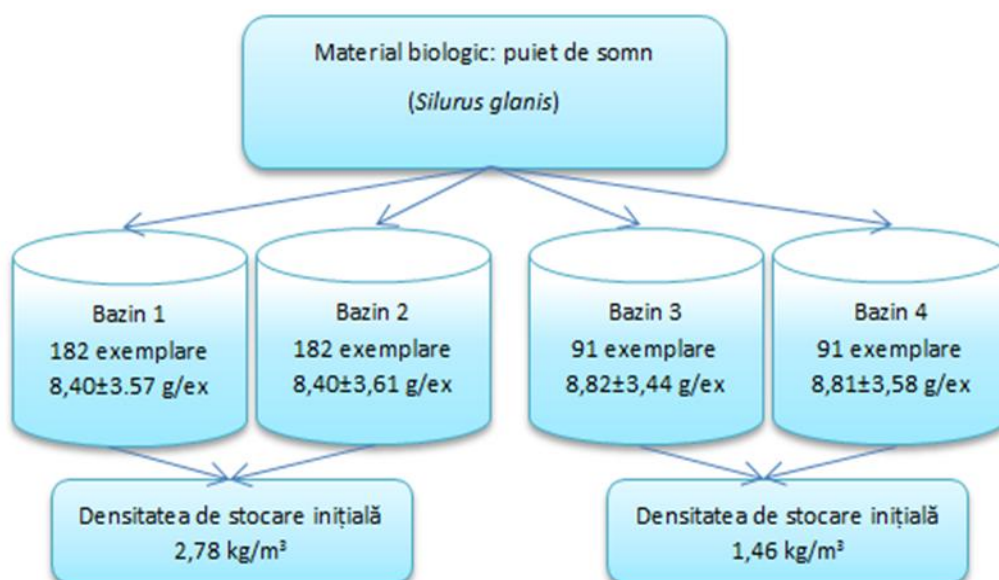 Material biologic: puiet de somn
(Silurus glanis)
Bazin 1
182 exemplare
8,40±3.57 g/ex
Bazin 2
182 exemplare
8,40±3,61 g/ex
Bazin 3
91 exemplare
8,82±3,44 g/ex
Bazin 4
91 exemplare
8,81±3,58 g/ex
Densitatea de stocare inițială
2,78 kg/m³
Densitatea de stocare inițială
1,46 kg/m³